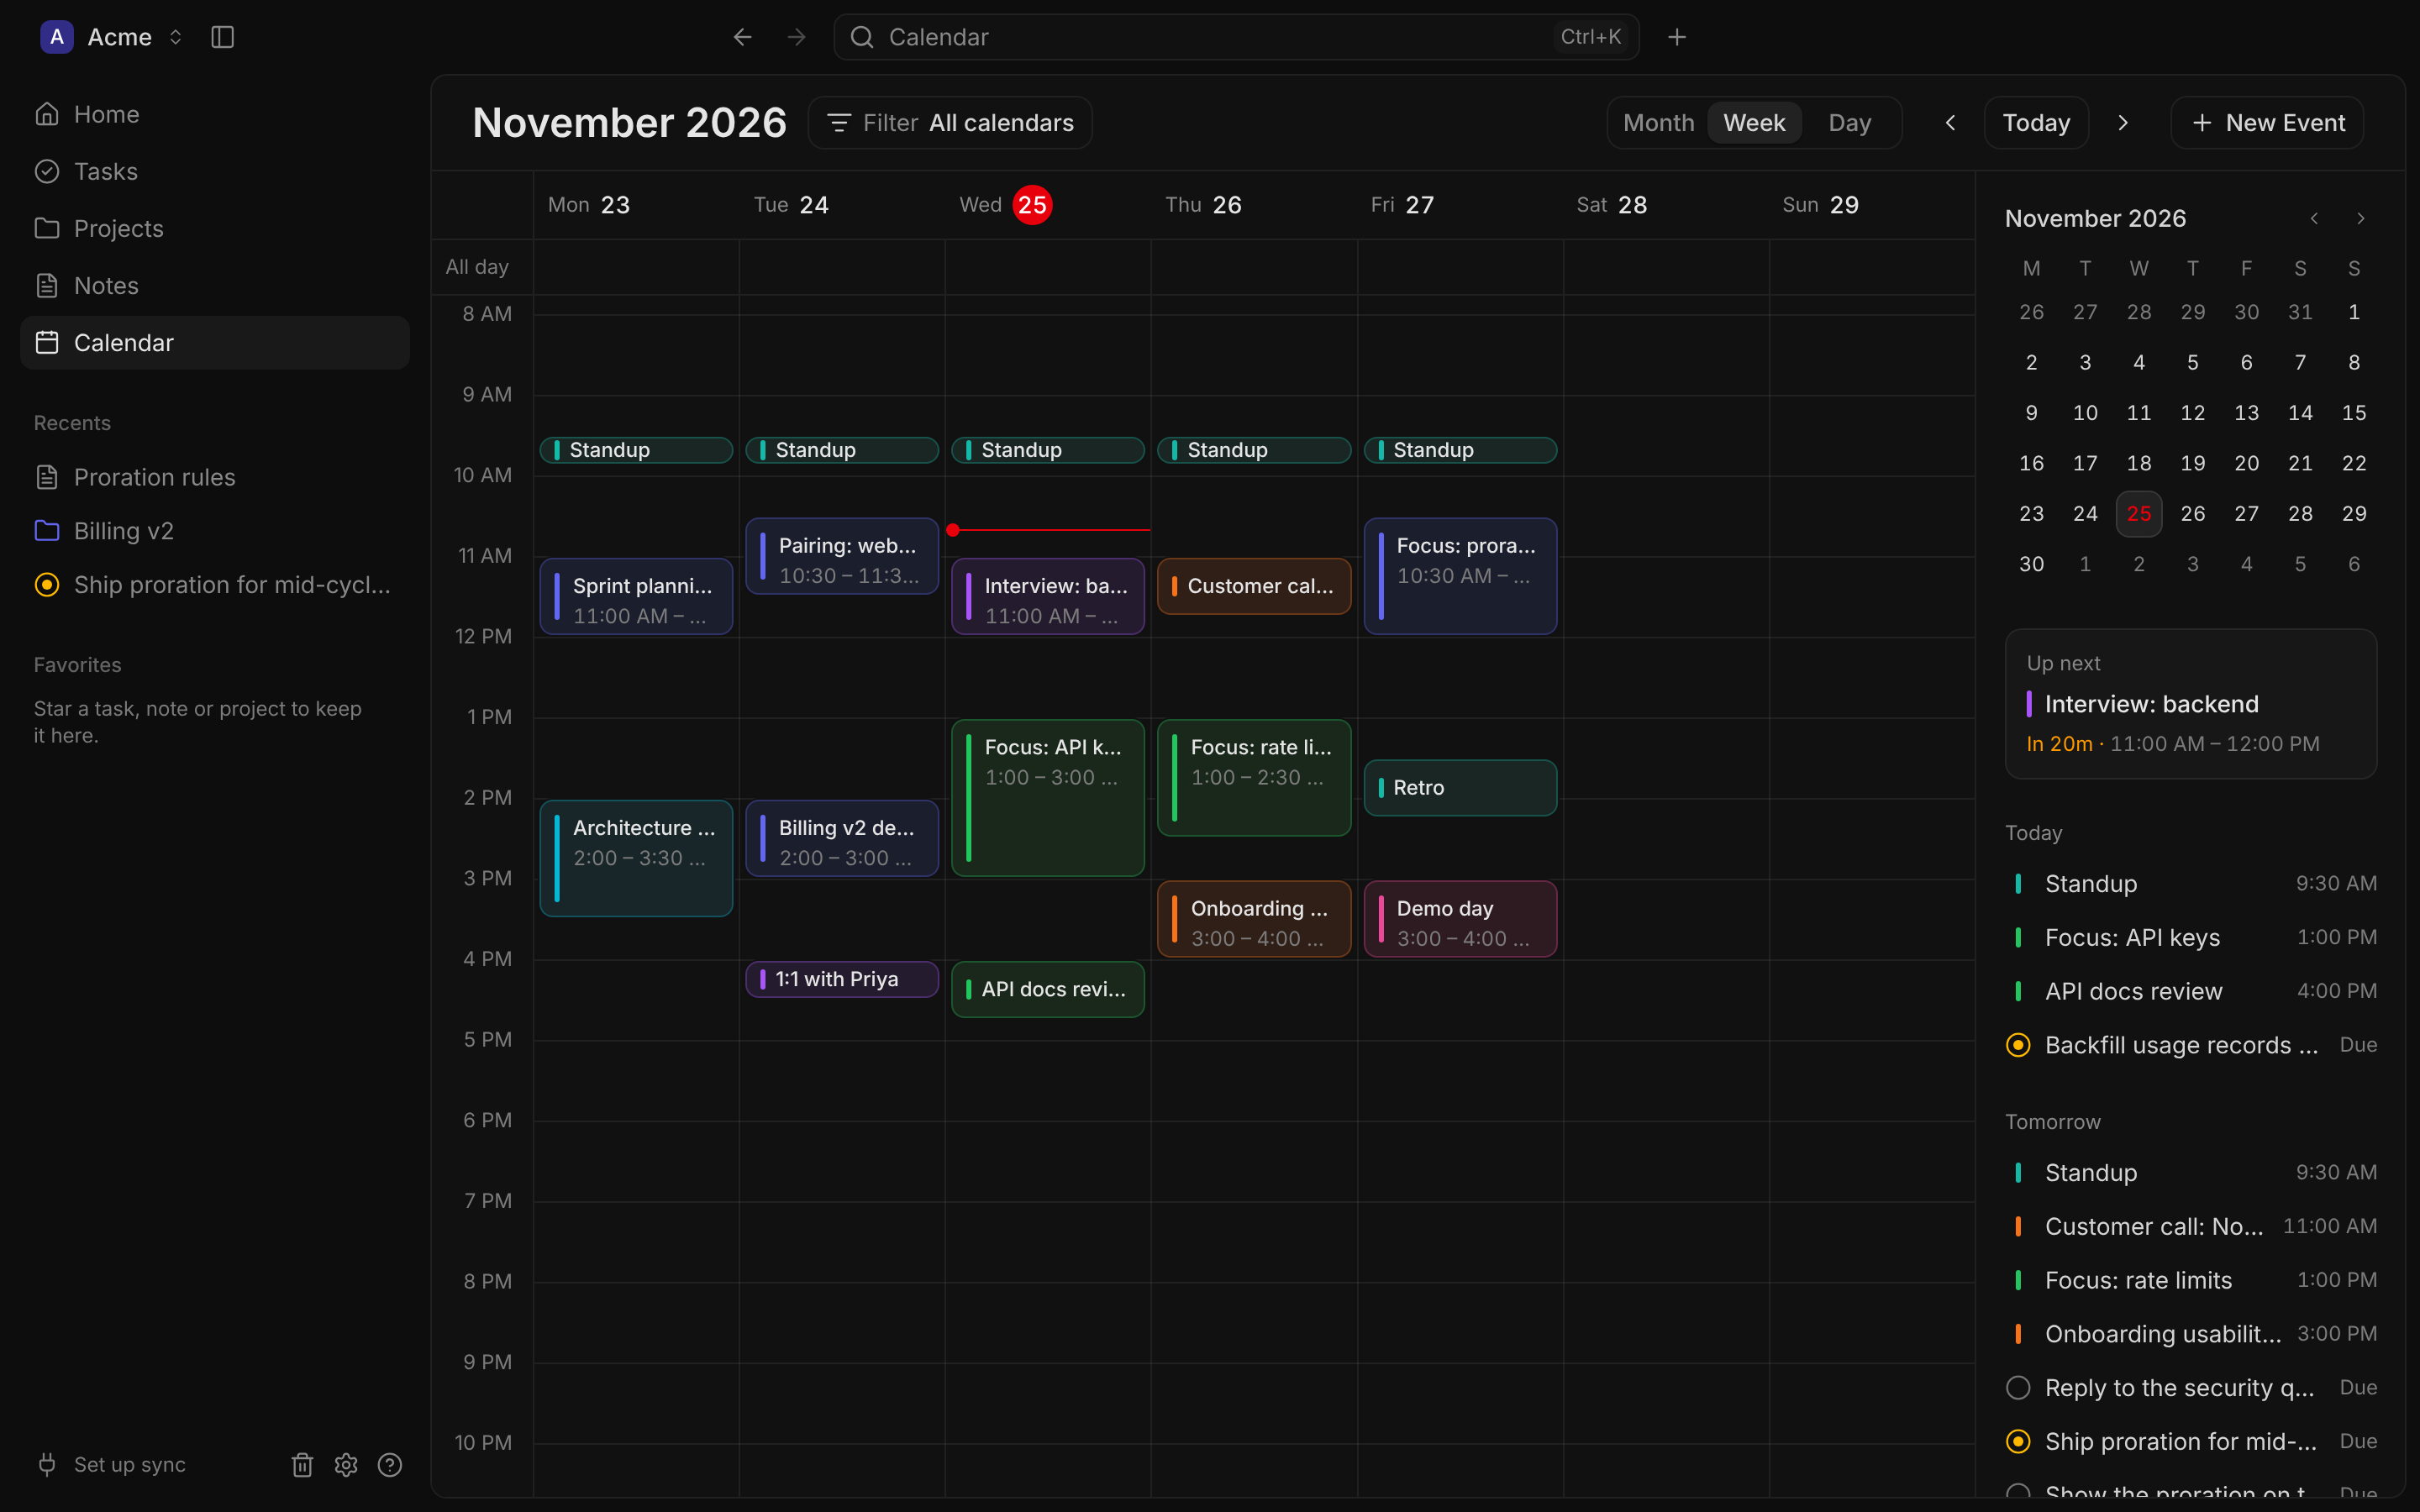 A Acme
Calendar Ctrl+K
Home
Tasks
Projects
Notes
Calendar
Recents
Proration rules
Billing v2
Ship proration for mid-cycl...
Favorites
Star a task, note or project to keep
it here.
Set up sync
November 2026 Filter All calendars Month Week Day Today New Event
Mon 23 Tue 24 Wed 25 Thu 26 Fri 27 Sat 28 Sun 29
All day
8 AM
9 AM
Standup Standup Standup Standup Standup
10 AM
Pairing: web... Focus: prora...
10:30 – 11:3... 10:30 AM – ...
11 AM
Sprint planni... Interview: ba... Customer cal...
11:00 AM – ... 11:00 AM – ...
12 PM
1 PM
Focus: API k... Focus: rate li...
1:00 – 3:00 ... 1:00 – 2:30 ...
Retro
2 PM
Architecture ... Billing v2 de...
2:00 – 3:30 ... 2:00 – 3:00 ...
3 PM
Onboarding ... Demo day
3:00 – 4:00 ... 3:00 – 4:00 ...
4 PM
1:1 with Priya API docs revi...
5 PM
6 PM
7 PM
8 PM
9 PM
10 PM
November 2026
M T W T F S S
26 27 28 29 30 31 1
2 3 4 5 6 7 8
9 10 11 12 13 14 15
16 17 18 19 20 21 22
23 24 25 26 27 28 29
30 1 2 3 4 5 6
Up next
Interview: backend
In 20m · 11:00 AM – 12:00 PM
Today
Standup 9:30 AM
Focus: API keys 1:00 PM
API docs review 4:00 PM
Backfill usage records ... Due
Tomorrow
Standup 9:30 AM
Customer call: No... 11:00 AM
Focus: rate limits 1:00 PM
Onboarding usabilit... 3:00 PM
Reply to the security q... Due
Ship proration for mid-... Due
Show the proration on t... Due